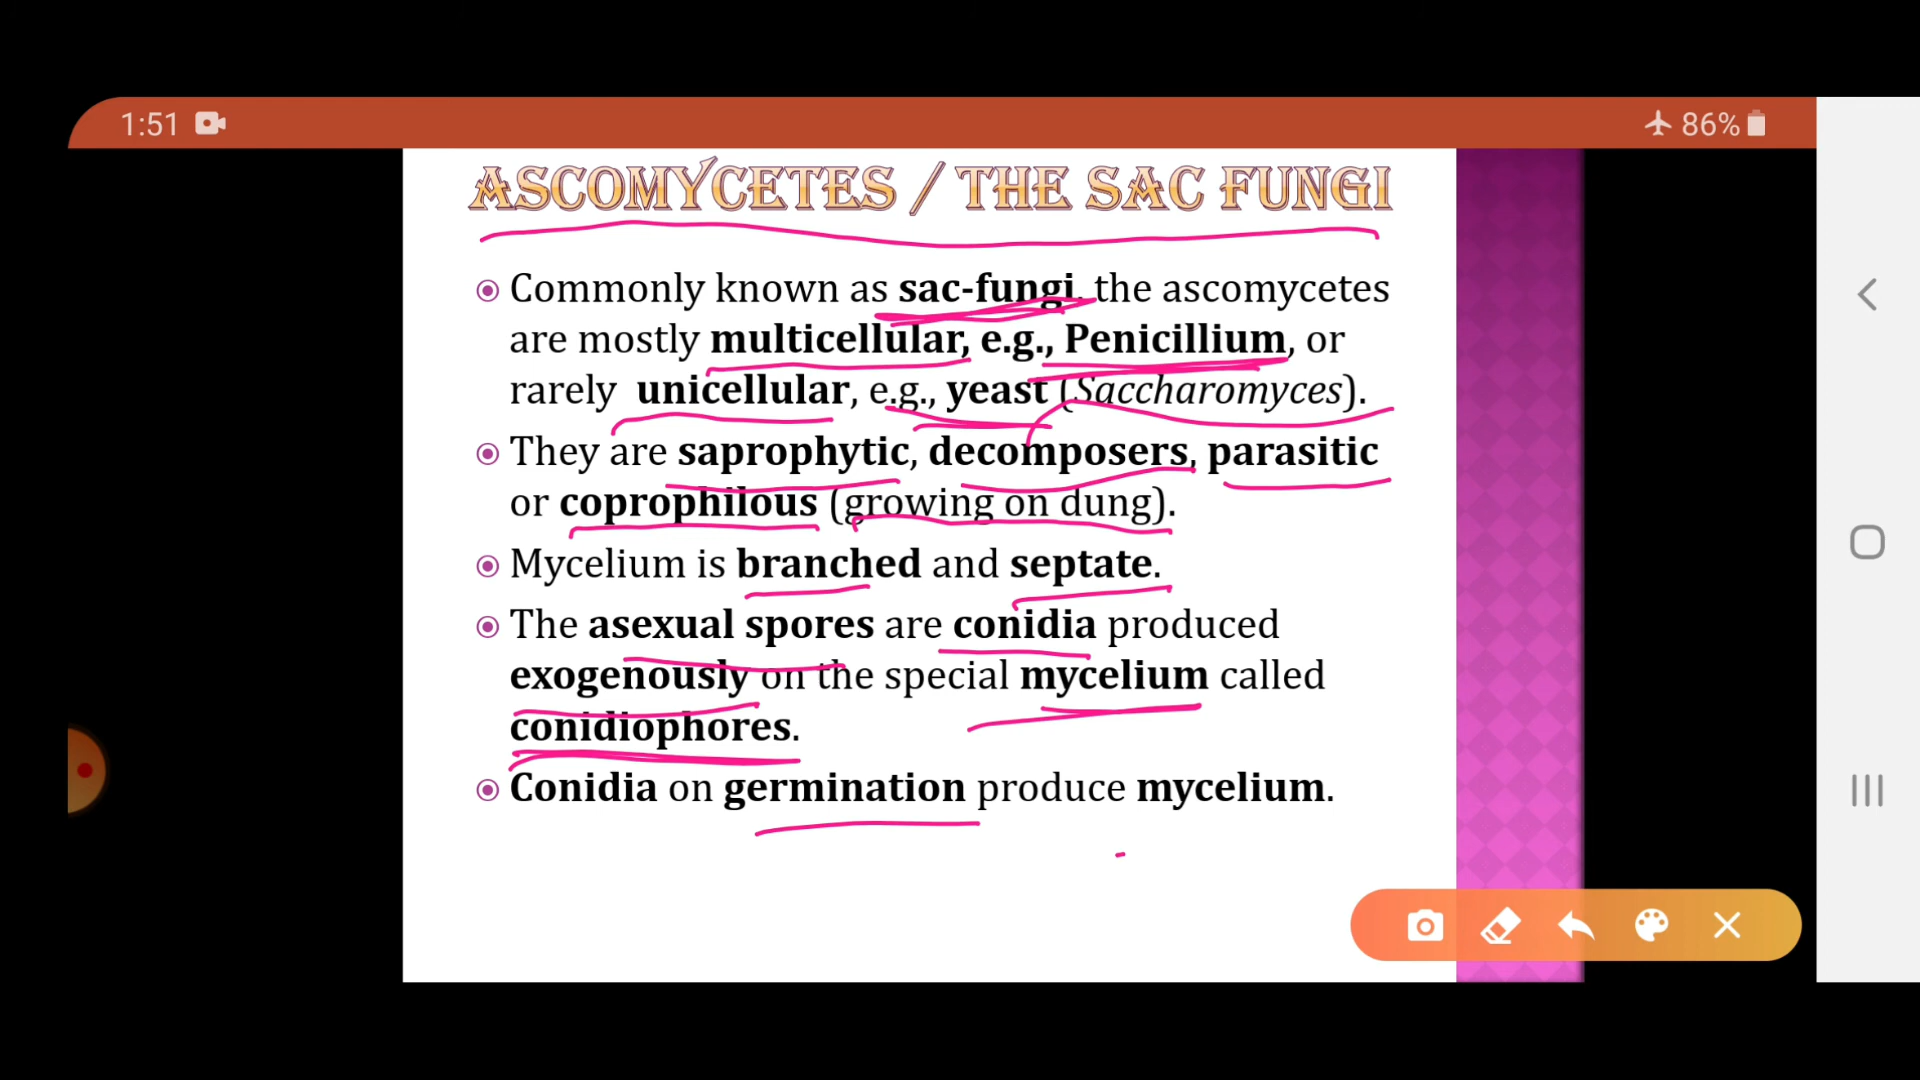 1:51 86%
ASCOMYCETES / THE SAC FUNGI
Commonly known as sac-fungi, the ascomycetes
are mostly multicellular, e.g., Penicillium, or
rarely unicellular, e.g., yeast (Saccharomyces).
They are saprophytic, decomposers, parasitic
or coprophilous (growing on dung).
Mycelium is branched and septate.
The asexual spores are conidia produced
exogenously on the special mycelium called
conidiophores.
Conidia on germination produce mycelium.